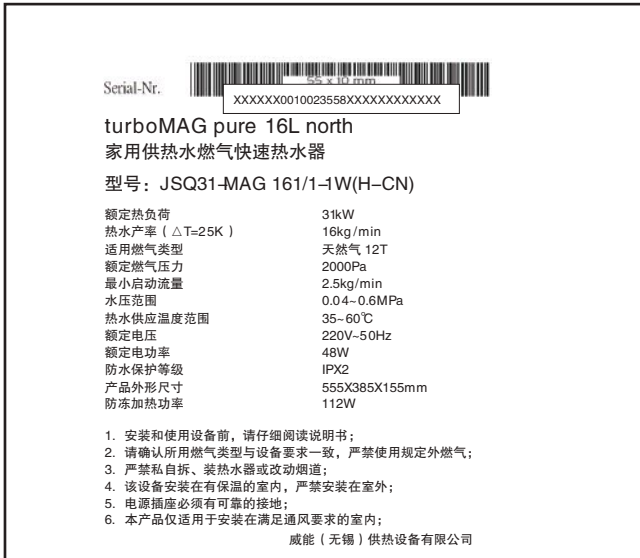 Serial-Nr.
55 x 10 mm
XXXXXX0010023558XXXXXXXXXXXX
turboMAG pure 16L north
家用供热水燃气快速热水器
型号：JSQ31-MAG 161/1-1W(H-CN)
额定热负荷 31kW
热水产率（△T=25K） 16kg/min
适用燃气类型 天然气 12T
额定燃气压力 2000Pa
最小启动流量 2.5kg/min
水压范围 0.04~0.6MPa
热水供应温度范围 35~60℃
额定电压 220V~50Hz
额定电功率 48W
防水保护等级 IPX2
产品外形尺寸 555X385X155mm
防冻加热功率 112W
1. 安装和使用设备前，请仔细阅读说明书；
2. 请确认所用燃气类型与设备要求一致，严禁使用规定外燃气；
3. 严禁私自拆、装热水器或改动烟道；
4. 该设备安装在有保温的室内，严禁安装在室外；
5. 电源插座必须有可靠的接地；
6. 本产品仅适用于安装在满足通风要求的室内；
威能（无锡）供热设备有限公司